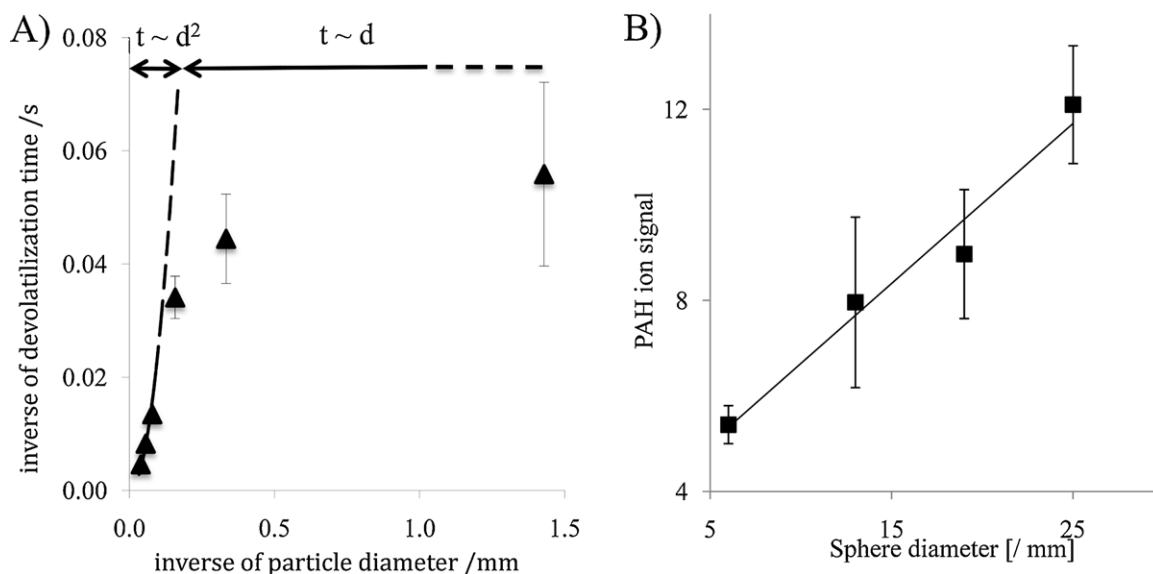 A)
t ~ d²
t ~ d
0.08
0.06
0.04
0.02
0.00
inverse of devolatilization time /s
0.0
0.5
1.0
1.5
inverse of particle diameter /mm
B)
12
8
4
PAH ion signal
5
15
25
Sphere diameter [/ mm]